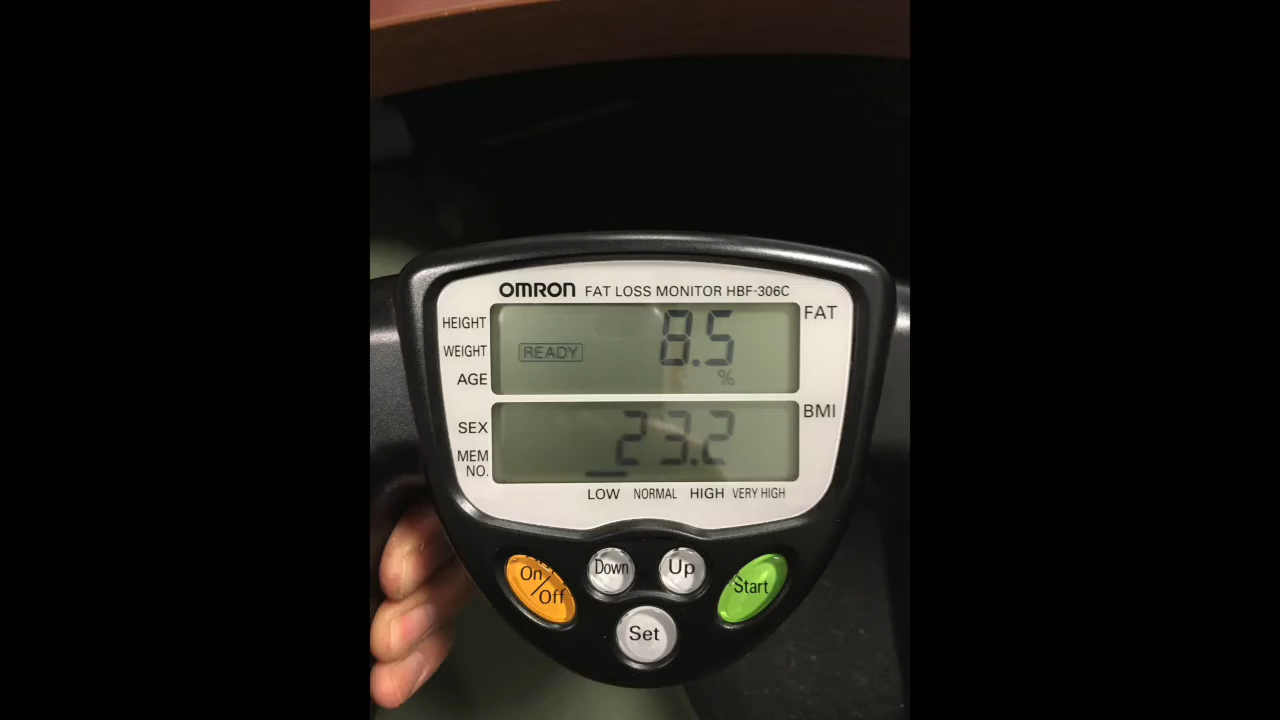 OMRON FAT LOSS MONITOR HBF-306C
HEIGHT
WEIGHT
AGE
READY
8.5
%
FAT
SEX
MEM
NO.
23.2
BMI
LOW NORMAL HIGH VERY HIGH
On/Off
Down
Up
Start
Set